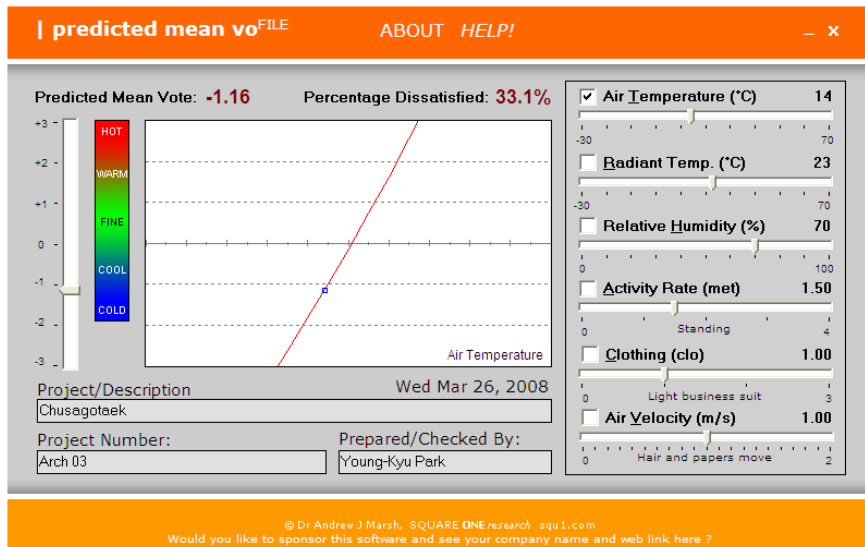 | predicted mean voFILE ABOUT HELP! _ x
Predicted Mean Vote: -1.16 Percentage Dissatisfied: 33.1%
+3
+2
+1
0
-1
-2
-3
HOT
WARM
FINE
COOL
COLD
Air Temperature
Air Temperature (°C) 14
-30 70
Radiant Temp. (°C) 23
-30 70
Relative Humidity (%) 70
0 100
Activity Rate (met) 1.50
0 Standing 4
Clothing (clo) 1.00
0 Light business suit 3
Air Velocity (m/s) 1.00
0 Hair and papers move 2
Project/Description Wed Mar 26, 2008
Chusagotaek
Project Number: Prepared/Checked By:
Arch 03 Young-Kyu Park
© Dr Andrew J Marsh, SQUARE ONE research squ1.com
Would you like to sponsor this software and see your company name and web link here ?